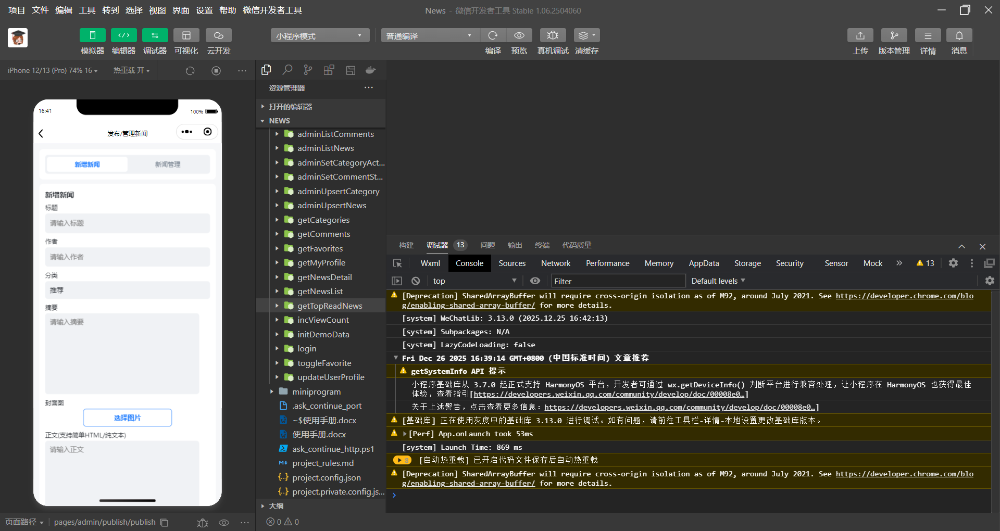 项目 文件 编辑 工具 转到 选择 视图 界面 设置 帮助 微信开发者工具
News - 微信开发者工具 Stable 1.06.2504060
小程序模式
普通编译
模拟器 编辑器 调试器 可视化 云开发
编译 预览 真机调试 清缓存
上传 版本管理 详情 消息
iPhone 12/13 (Pro) 74% 16
热重载 开
16:41
100%
发布/管理新闻
新增新闻
新闻管理
新增新闻
标题
请输入标题
作者
请输入作者
分类
推荐
摘要
请输入摘要
封面图
选择图片
正文(支持简单HTML/纯文本)
请输入正文
页面路径
pages/admin/publish/publish
资源管理器
打开的编辑器
NEWS
adminListComments
adminListNews
adminSetCategoryAct...
adminSetCommentSt...
adminUpsertCategory
adminUpsertNews
getCategories
getComments
getFavorites
getMyProfile
getNewsDetail
getNewsList
getTopReadNews
incViewCount
initDemoData
login
toggleFavorite
updateUserProfile
miniprogram
.ask_continue_port
~$使用手册.docx
使用手册.docx
ask_continue_http.ps1
project_rules.md
project.config.json
project.private.config.js...
大纲
0 0
构建 调试器 13 问题 输出 终端 代码质量
Wxml Console Sources Network Performance Memory AppData Storage Security Sensor Mock 13
top
Filter
Default levels
[Deprecation] SharedArrayBuffer will require cross-origin isolation as of M92, around July 2021. See https://developer.chrome.com/blo
g/enabling-shared-array-buffer/ for more details.
[system] WeChatLib: 3.13.0 (2025.12.25 16:42:13)
[system] Subpackages: N/A
[system] LazyCodeLoading: false
Fri Dec 26 2025 16:39:14 GMT+0800 (中国标准时间) 文章推荐
getSystemInfo API 提示
小程序基础库从 3.7.0 起正式支持 HarmonyOS 平台，开发者可通过 wx.getDeviceInfo() 判断平台进行兼容处理，让小程序在 HarmonyOS 也获得最佳
体验，查看指引[https://developers.weixin.qq.com/community/develop/doc/00008e0…]
关于上述警告，点击查看更多信息：https://developers.weixin.qq.com/community/develop/doc/00008e0…]
[基础库] 正在使用灰度中的基础库 3.13.0 进行调试。如有问题，请前往工具栏-详情-本地设置更改基础库版本。
[Perf] App.onLaunch took 53ms
[system] Launch Time: 869 ms
8 [自动热重载] 已开启代码文件保存后自动热重载
[Deprecation] SharedArrayBuffer will require cross-origin isolation as of M92, around July 2021. See https://developer.chrome.com/blo
g/enabling-shared-array-buffer/ for more details.